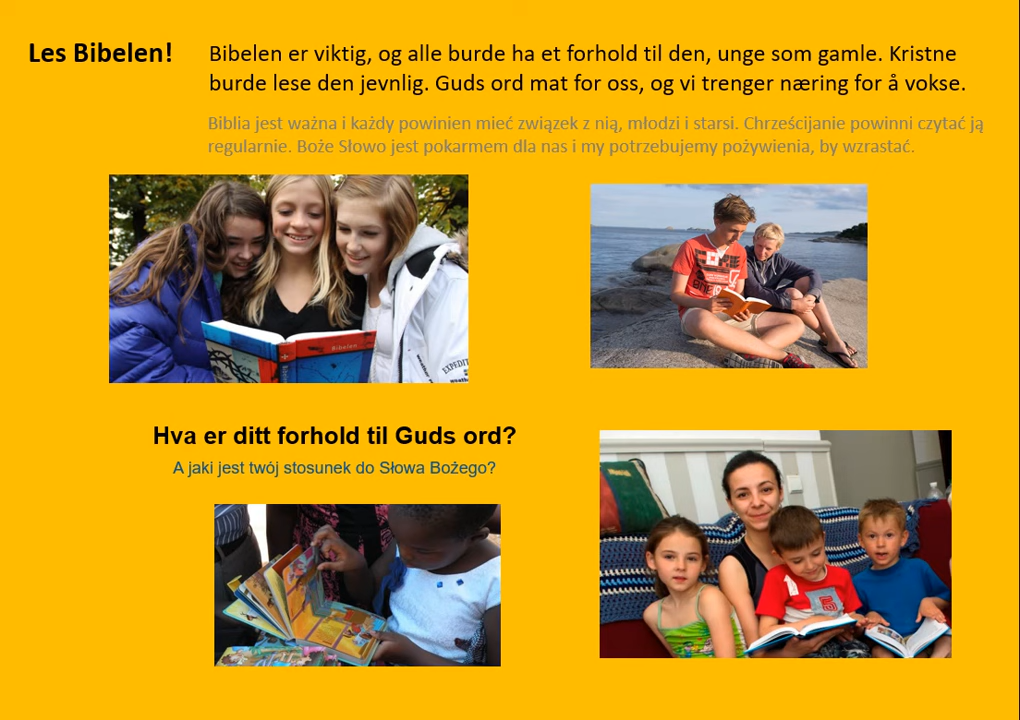 Les Bibelen!
Bibelen er viktig, og alle burde ha et forhold til den, unge som gamle. Kristne
burde lese den jevnlig. Guds ord mat for oss, og vi trenger næring for å vokse.
Biblia jest ważna i każdy powinien mieć związek z nią, młodzi i starsi. Chrześcijanie powinni czytać ją
regularnie. Boże Słowo jest pokarmem dla nas i my potrzebujemy pożywienia, by wzrastać.
Bibelen
Hva er ditt forhold til Guds ord?
A jaki jest twój stosunek do Słowa Bożego?